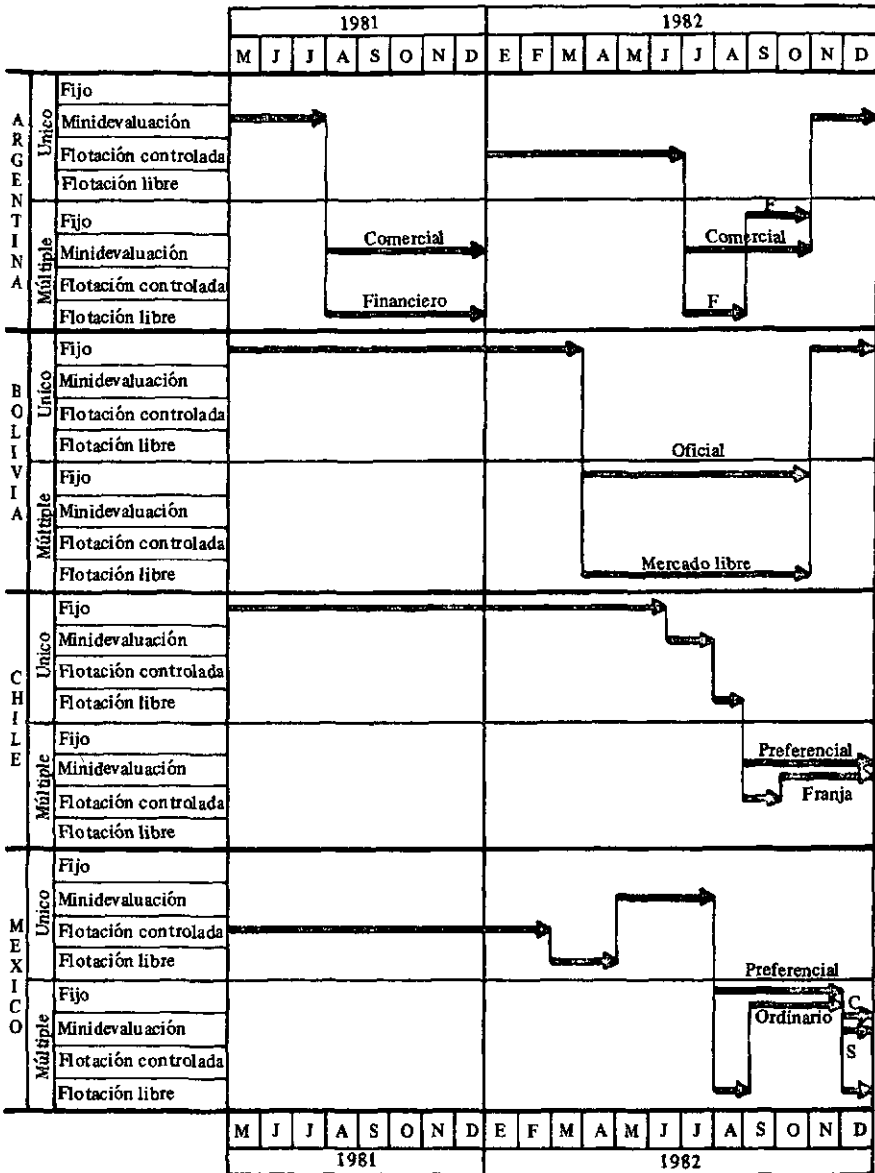 1981 1982
M J J A S O N D E F M A M J J A S O N D
ARGENTINA
Unico
Fijo
Minidevaluación
Flotación controlada
Flotación libre
Múltiple
Fijo
F
Comercial Comercial
Minidevaluación
Flotación controlada
Financiero F
Flotación libre
BOLIVIA
Unico
Fijo
Minidevaluación
Flotación controlada
Flotación libre
Oficial
Múltiple
Fijo
Minidevaluación
Flotación controlada
Mercado libre
Flotación libre
CHILE
Unico
Fijo
Minidevaluación
Flotación controlada
Flotación libre
Múltiple
Fijo
Preferencial
Minidevaluación
Franja
Flotación controlada
Flotación libre
MEXICO
Unico
Fijo
Minidevaluación
Flotación controlada
Flotación libre
Preferencial
Múltiple
Fijo
C
Ordinario
Minidevaluación
S
Flotación controlada
Flotación libre
M J J A S O N D E F M A M J J A S O N D
1981 1982